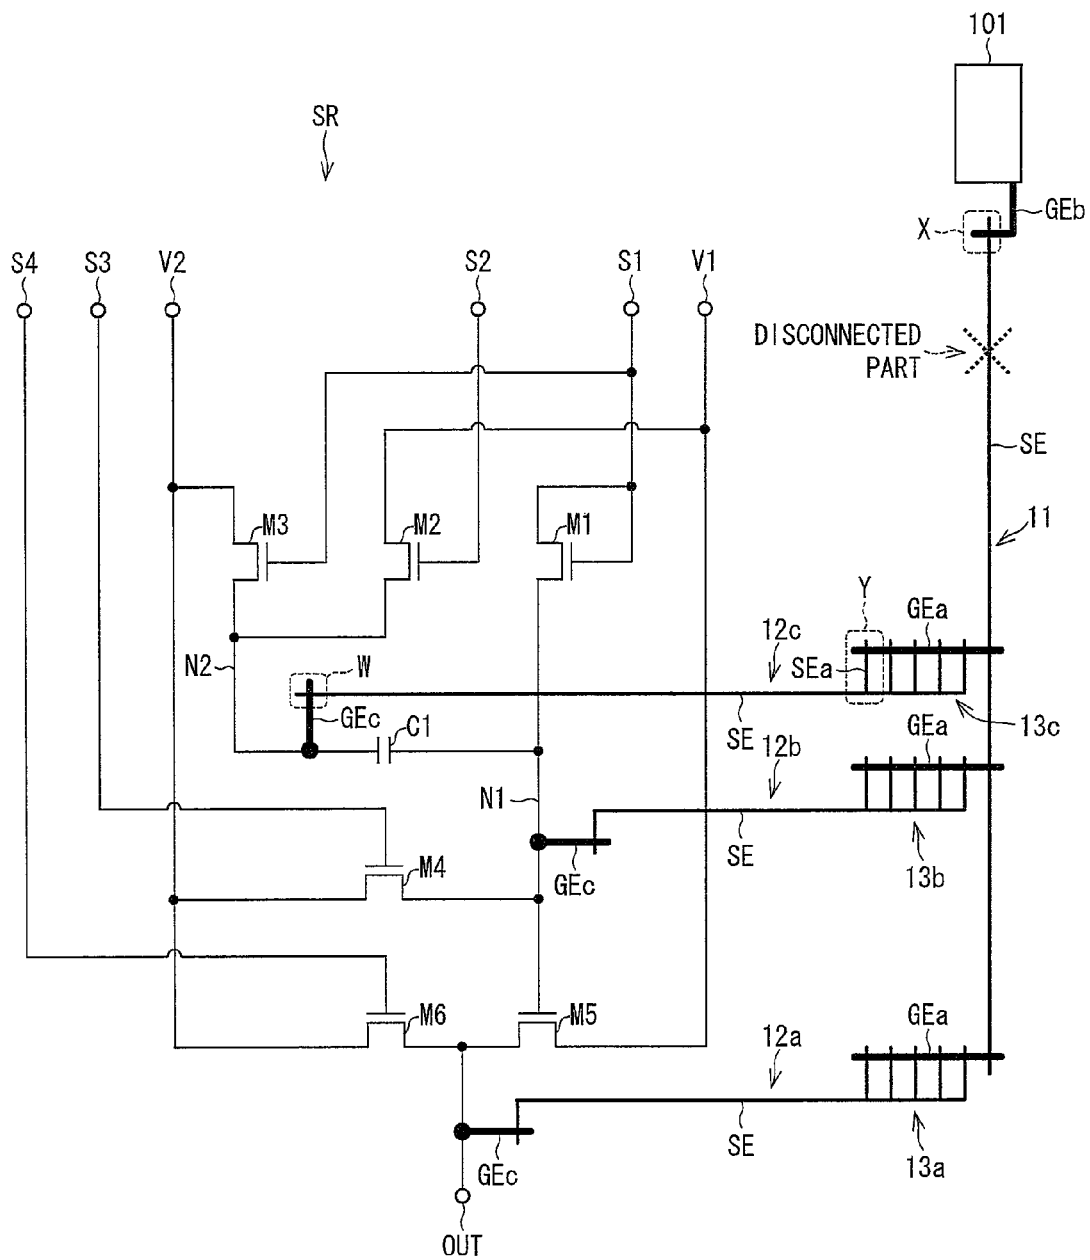 101
SR
GEb
X
S4
S3
V2
S2
S1
V1
DISCONNECTED
PART
SE
11
M3
M2
M1
Y
GEa
12c
SEa
N2
W
GEc
C1
SE
13c
12b
GEa
N1
SE
GEc
M4
13b
M6
M5
GEa
12a
SE
GEc
13a
OUT